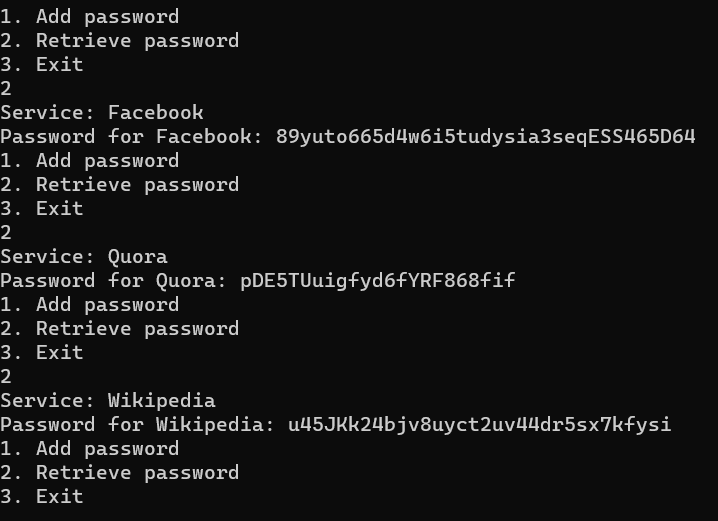 1. Add password
2. Retrieve password
3. Exit
2
Service: Facebook
Password for Facebook: 89yuto665d4w6i5tudysia3seqESS465D64
1. Add password
2. Retrieve password
3. Exit
2
Service: Quora
Password for Quora: pDE5TUuigfyd6fYRF868fif
1. Add password
2. Retrieve password
3. Exit
2
Service: Wikipedia
Password for Wikipedia: u45JKk24bjv8uyct2uv44dr5sx7kfysi
1. Add password
2. Retrieve password
3. Exit